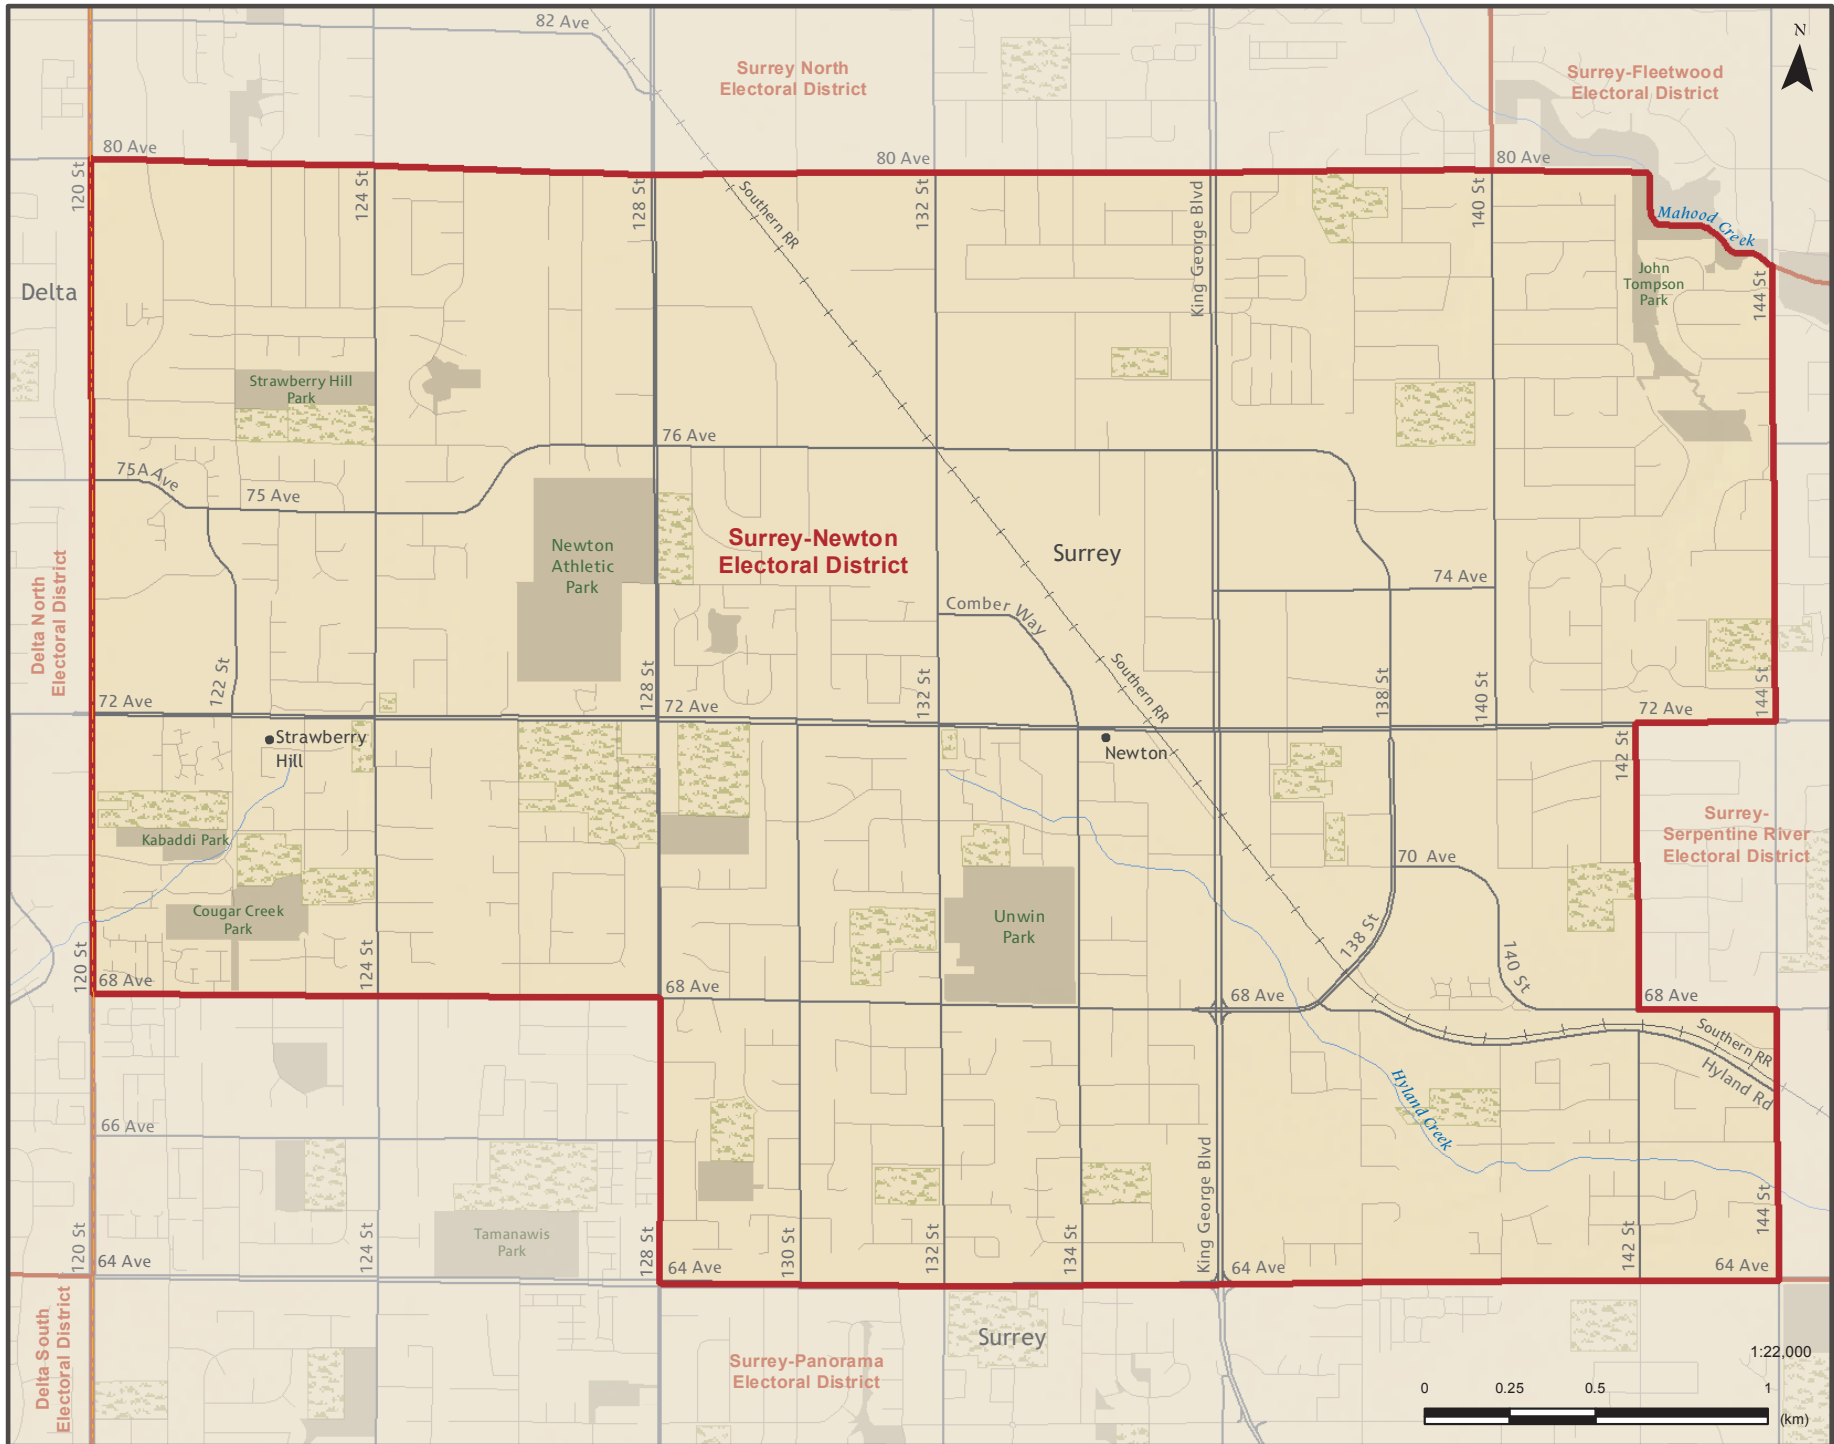 82 Ave
N
Surrey North
Electoral District
Surrey-Fleetwood
Electoral District
80 Ave
80 Ave
80 Ave
120 St
124 St
128 St
Southern RR
132 St
King George Blvd
140 St
Mahood Creek
John
Tompson
Park
144 St
Delta
Strawberry Hill
Park
76 Ave
75A Ave
75 Ave
Newton
Athletic
Park
Surrey-Newton
Electoral District
Surrey
Delta North
Electoral District
74 Ave
Comber Way
122 St
128 St
132 St
Southern RR
138 St
140 St
144 St
72 Ave
72 Ave
72 Ave
Strawberry
Hill
Newton
142 St
Surrey-
Serpentine River
Electoral District
Kabaddi Park
70 Ave
Cougar Creek
Park
Unwin
Park
138 St
140 St
120 St
124 St
68 Ave
68 Ave
68 Ave
68 Ave
Southern RR
Hyland Rd
Hyland Creek
66 Ave
King George Blvd
120 St
124 St
Tamanawis
Park
128 St
130 St
132 St
134 St
142 St
144 St
64 Ave
64 Ave
64 Ave
64 Ave
Delta South
Electoral District
Surrey
Surrey-Panorama
Electoral District
1:22,000
0 0.25 0.5 1
(km)